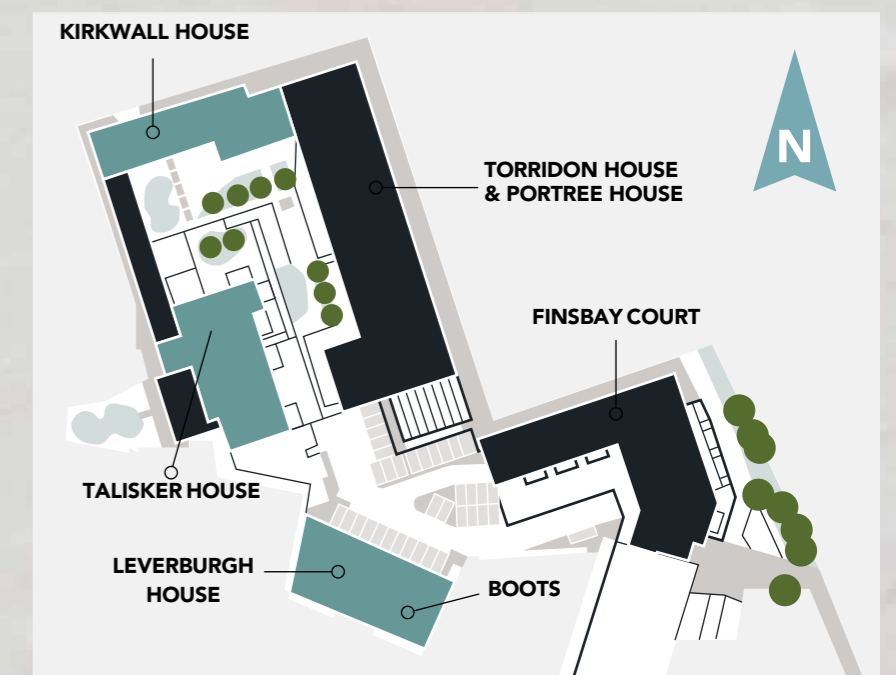 KIRKWALL HOUSE
N
TORRIDON HOUSE
& PORTREE HOUSE
FINSBAY COURT
TALISKER HOUSE
LEVERBURGH
HOUSE
BOOTS